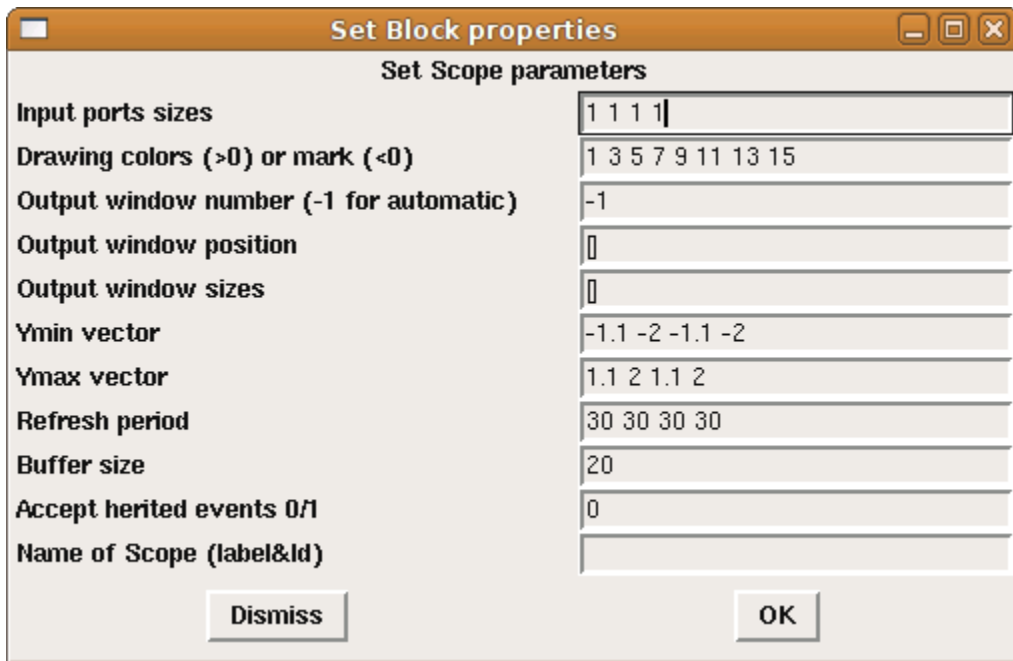 Set Block properties
Set Scope parameters
Input ports sizes 1 1 1 1
Drawing colors (>0) or mark (<0) 1 3 5 7 9 11 13 15
Output window number (-1 for automatic) -1
Output window position []
Output window sizes []
Ymin vector -1.1 -2 -1.1 -2
Ymax vector 1.1 2 1.1 2
Refresh period 30 30 30 30
Buffer size 20
Accept herited events 0/1 0
Name of Scope (label&Id)
Dismiss OK